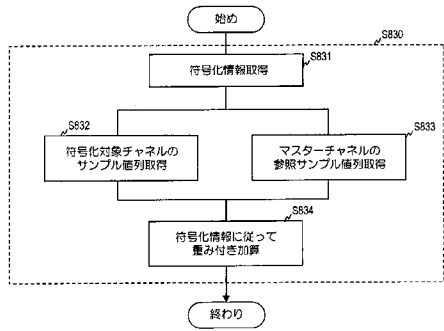 始め
S830
S831
符号化情報取得
S832
符号化対象チャネルの
サンプル値列取得
S833
マスターチャネルの
参照サンプル値列取得
S834
符号化情報に従って
重み付き加算
終わり